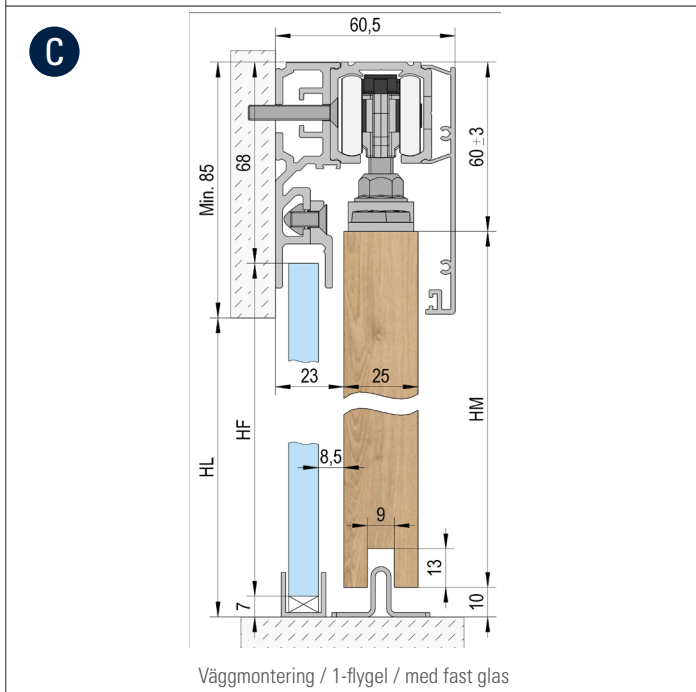 C
60,5
Min. 85
68
60 ±3
23
25
HL
HF
HM
8,5
9
13
7
10
Väggmontering / 1-flygel / med fast glas